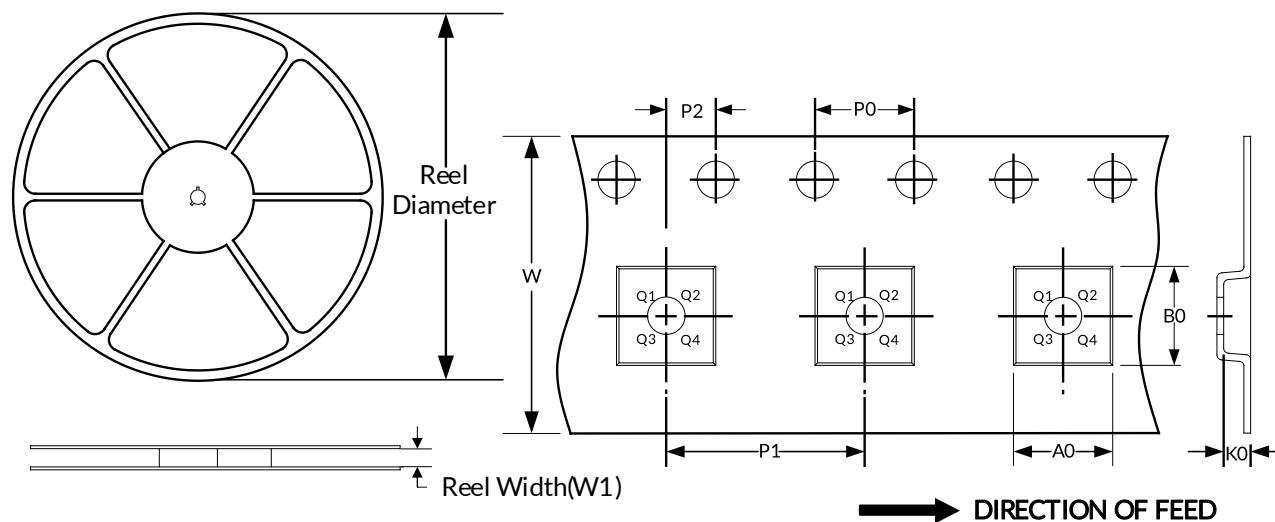 Reel
Diameter
Reel Width(W1)
P2
P0
W
Q1 Q2
Q3 Q4
Q1 Q2
Q3 Q4
Q1 Q2
Q3 Q4
B0
P1
A0
K0
DIRECTION OF FEED